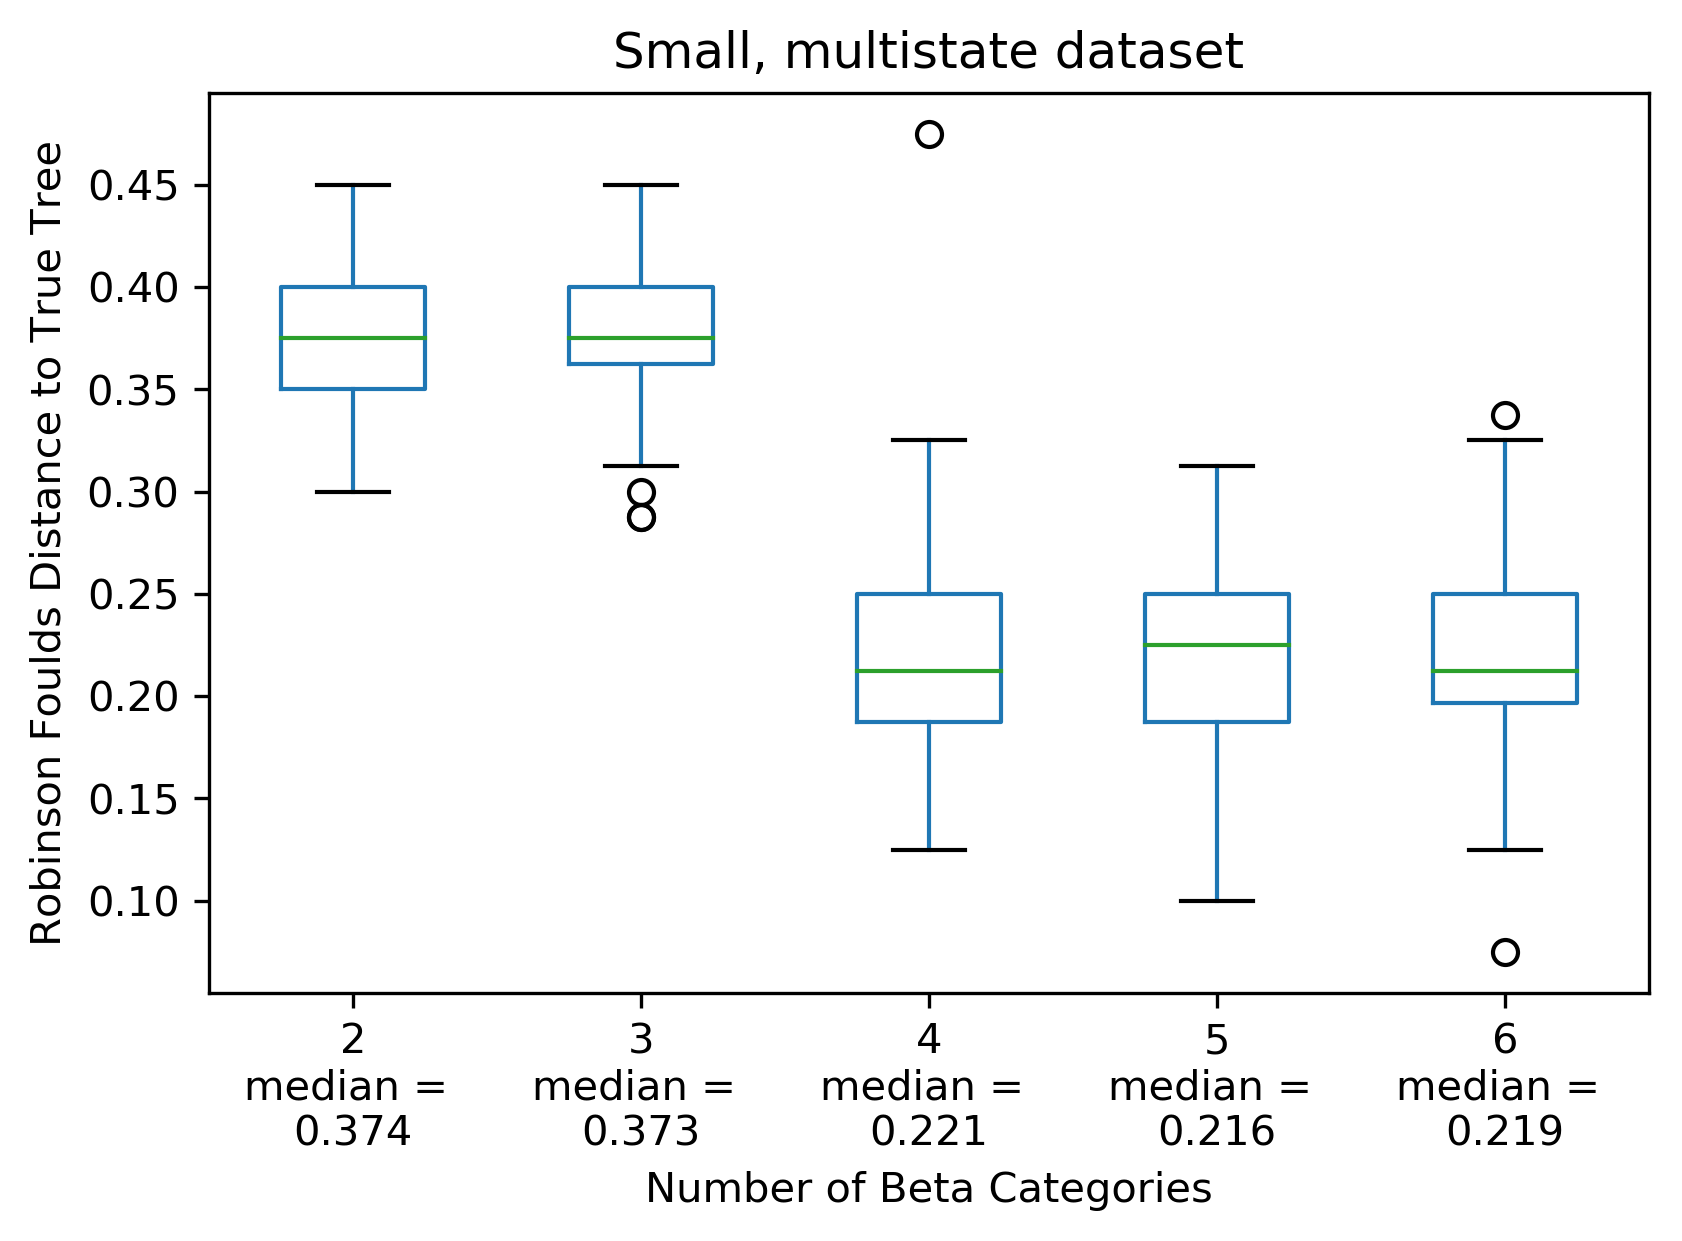 Small, multistate dataset
Robinson Foulds Distance to True Tree
0.45
0.40
0.35
0.30
0.25
0.20
0.15
0.10
2 3 4 5 6
median = median = median = median = median =
0.374 0.373 0.221 0.216 0.219
Number of Beta Categories